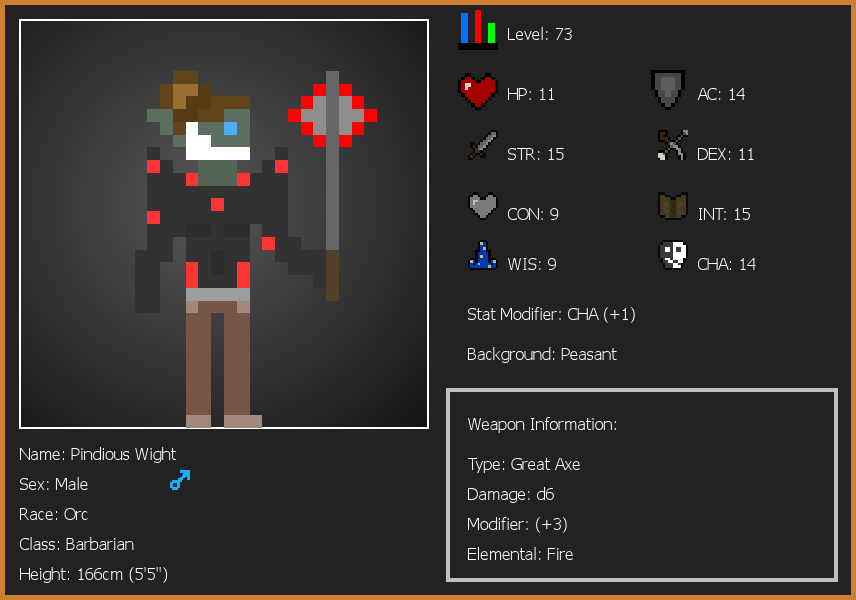 Level: 73
HP: 11
AC: 14
STR: 15
DEX: 11
CON: 9
INT: 15
WIS: 9
CHA: 14
Stat Modifier: CHA (+1)
Background: Peasant
Weapon Information:
Type: Great Axe
Damage: d6
Modifier: (+3)
Elemental: Fire
Name: Pindious Wight
Sex: Male
Race: Orc
Class: Barbarian
Height: 166cm (5'5")